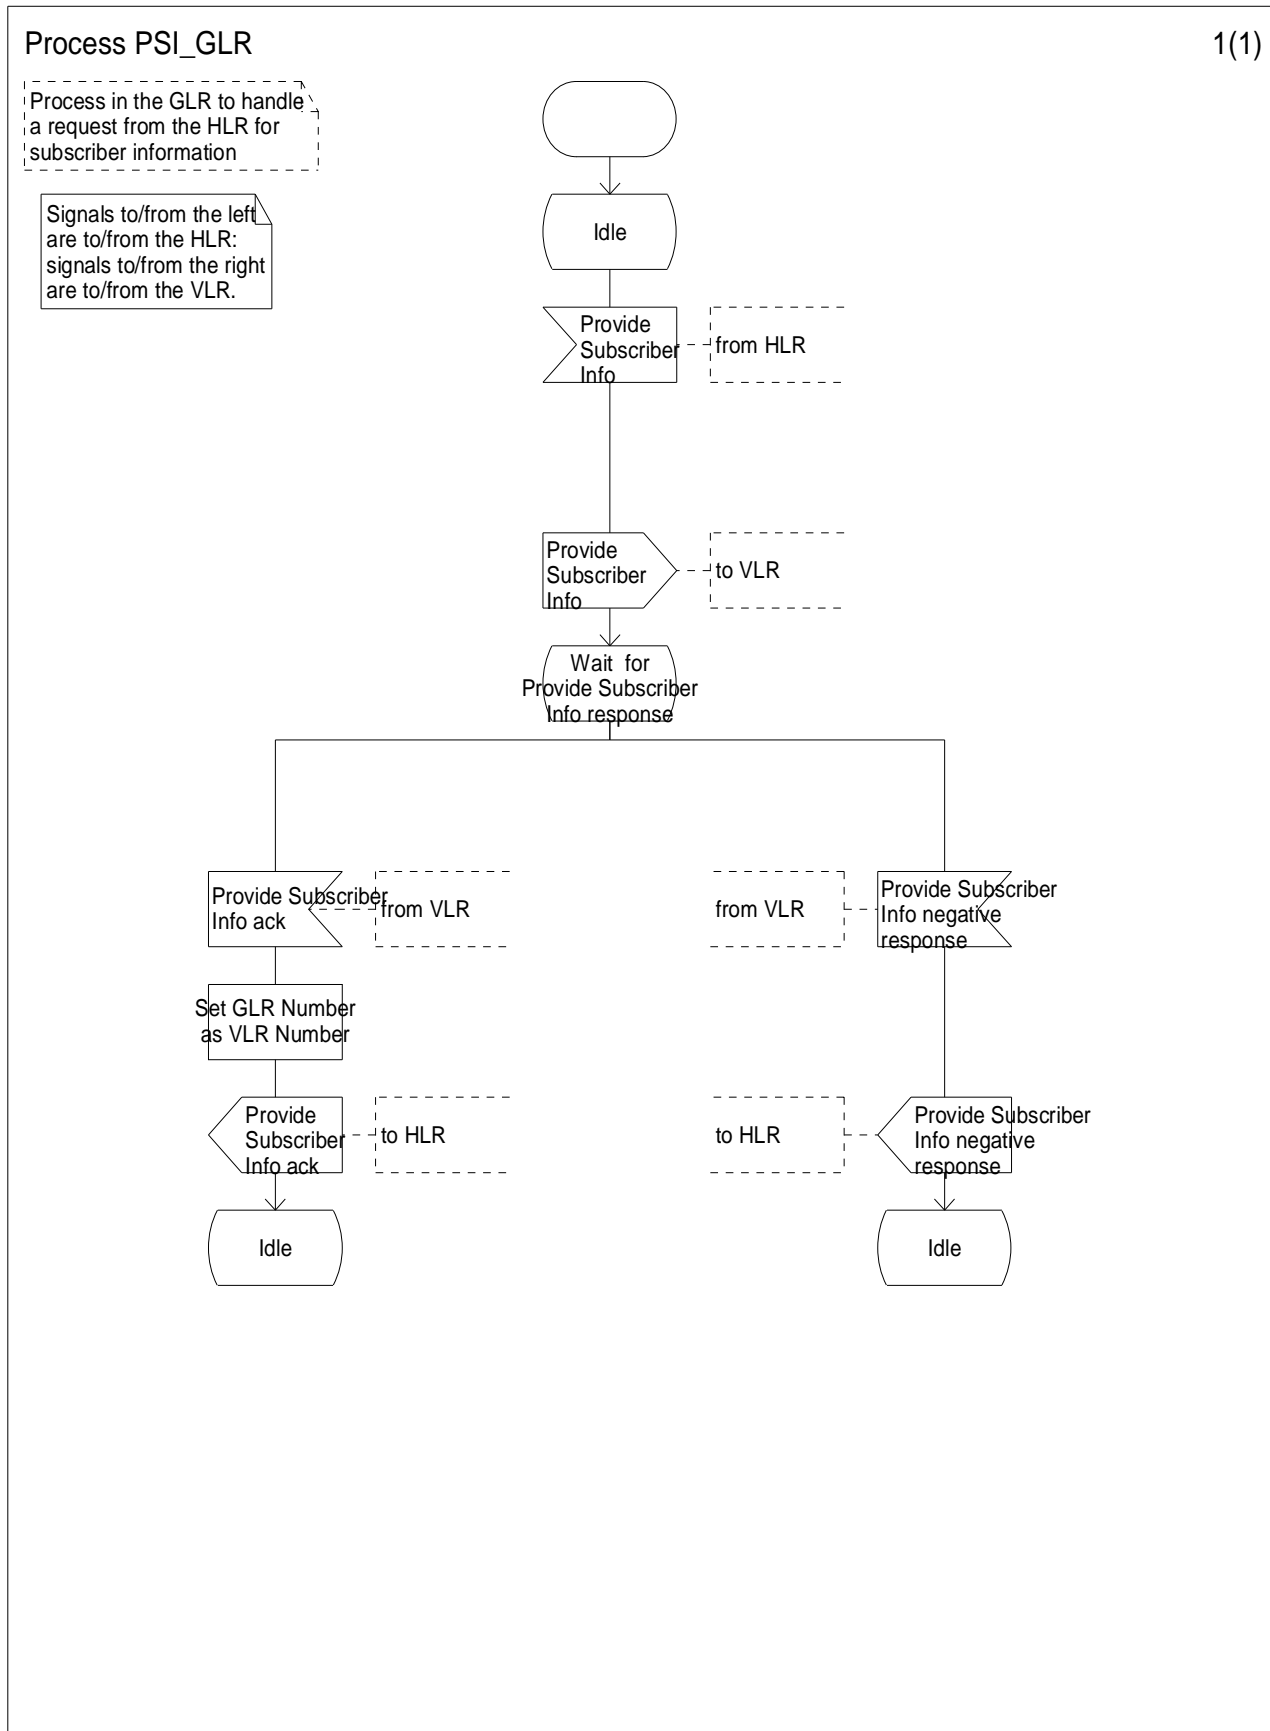 Process PSI_GLR
1(1)
Process in the GLR to handle
a request from the HLR for
subscriber information
Signals to/from the left
are to/from the HLR:
signals to/from the right
are to/from the VLR.
Idle
Provide
Subscriber
Info
from HLR
Provide
Subscriber
Info
to VLR
Wait  for
Provide Subscriber
Info response
Provide Subscriber
Info ack
from VLR
from VLR
Provide Subscriber
Info negative
response
Set GLR Number
as VLR Number
Provide
Subscriber
Info ack
to HLR
to HLR
Provide Subscriber
Info negative
response
Idle
Idle